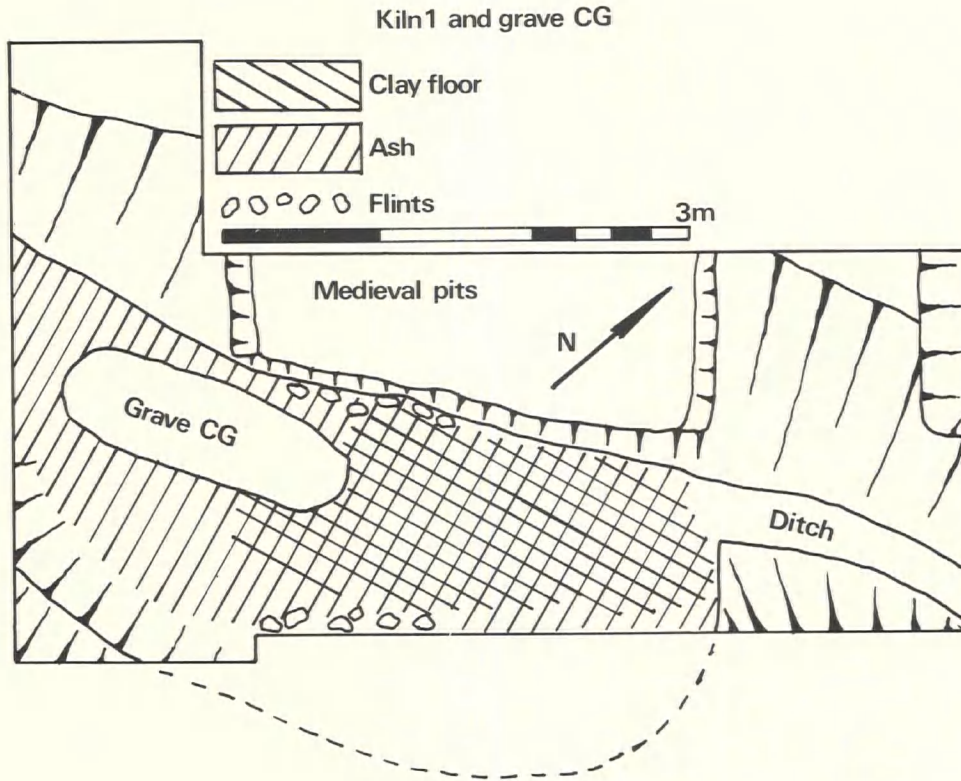 Kiln1 and grave CG
Clay floor
Ash
Flints
3m
Medieval pits
N
Grave CG
Ditch